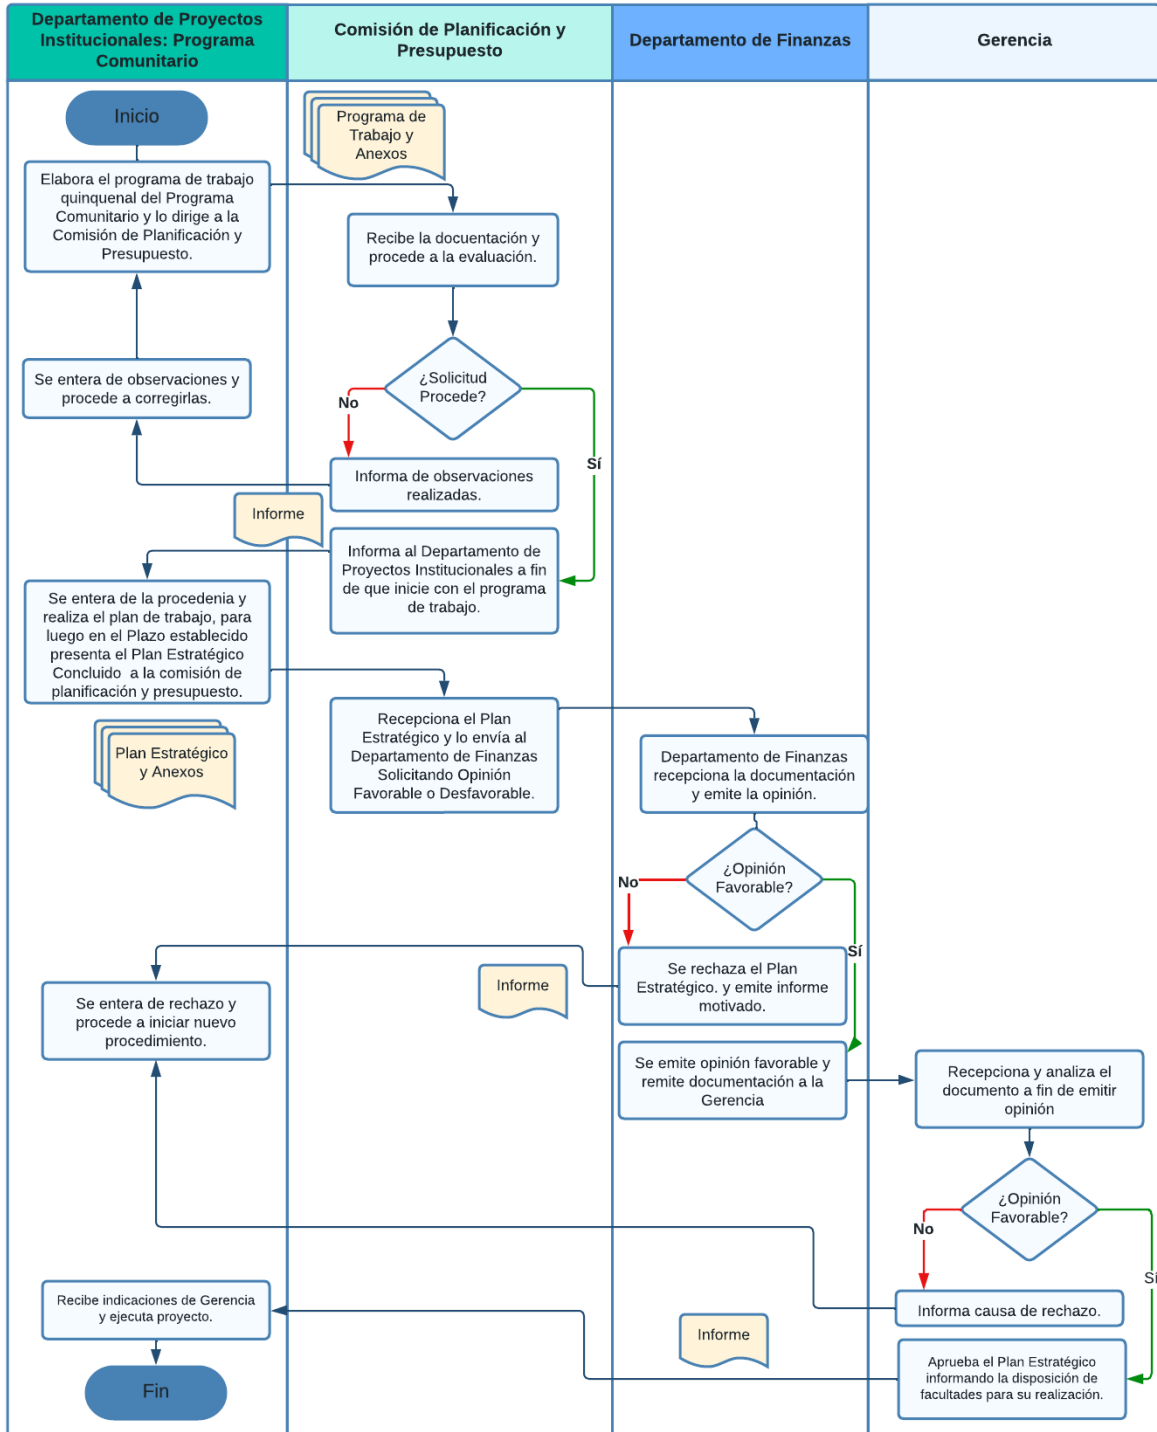 Departamento de Proyectos
Institucionales: Programa
Comunitario
Comisión de Planificación y
Presupuesto
Departamento de Finanzas
Gerencia
Inicio
Programa de
Trabajo y
Anexos
Elabora el programa de trabajo
quinquenal del Programa
Comunitario y lo dirige a la
Comisión de Planificación y
Presupuesto.
Recibe la docuentación y
procede a la evaluación.
¿Solicitud
Procede?
No
Sí
Se entera de observaciones y
procede a corregirlas.
Informa de observaciones
realizadas.
Informe
Informa al Departamento de
Proyectos Institucionales a fin
de que inicie con el programa
de trabajo.
Se entera de la procedenia y
realiza el plan de trabajo, para
luego en el Plazo establecido
presenta el Plan Estratégico
Concluido a la comisión de
planificación y presupuesto.
Plan Estratégico
y Anexos
Recepciona el Plan
Estratégico y lo envía al
Departamento de Finanzas
Solicitando Opinión
Favorable o Desfavorable.
Departamento de Finanzas
recepciona la documentación
y emite la opinión.
¿Opinión
Favorable?
No
Sí
Se rechaza el Plan
Estratégico. y emite informe
motivado.
Informe
Se entera de rechazo y
procede a iniciar nuevo
procedimiento.
Se emite opinión favorable y
remite documentación a la
Gerencia
Recepciona y analiza el
documento a fin de emitir
opinión
¿Opinión
Favorable?
No
Sí
Informa causa de rechazo.
Recibe indicaciones de Gerencia
y ejecuta proyecto.
Informe
Aprueba el Plan Estratégico
informando la disposición de
facultades para su realización.
Fin